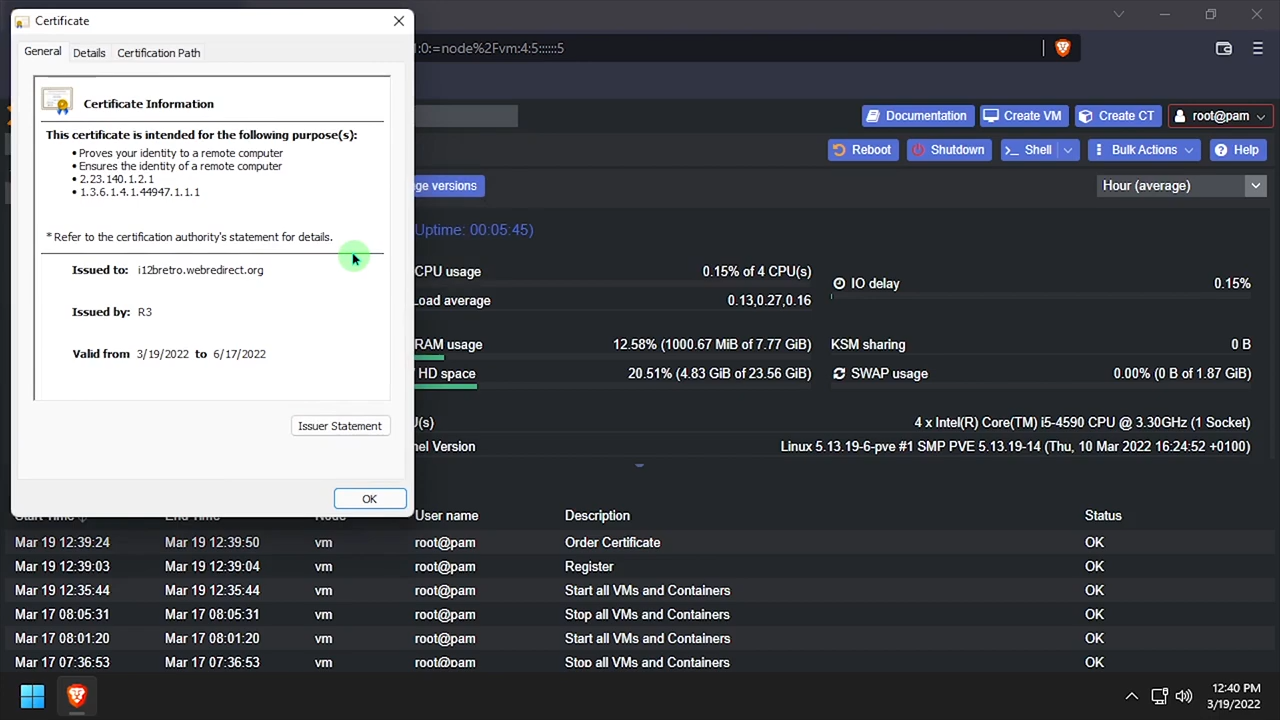 Certificate
General Details Certification Path
Certificate Information
This certificate is intended for the following purpose(s):
• Proves your identity to a remote computer
• Ensures the identity of a remote computer
• 2.23.140.1.2.1
• 1.3.6.1.4.1.44947.1.1.1
* Refer to the certification authority's statement for details.
Issued to: i12bretro.webredirect.org
Issued by: R3
Valid from 3/19/2022 to 6/17/2022
Issuer Statement
OK
1:0:=node%2Fvm:4:5::::::5
Documentation Create VM Create CT root@pam
Reboot Shutdown >_ Shell Bulk Actions Help
ge versions Hour (average)
Uptime: 00:05:45)
CPU usage 0.15% of 4 CPU(s) IO delay 0.15%
Load average 0.13,0.27,0.16
RAM usage 12.58% (1000.67 MiB of 7.77 GiB) KSM sharing 0 B
HD space 20.51% (4.83 GiB of 23.56 GiB) SWAP usage 0.00% (0 B of 1.87 GiB)
(s) 4 x Intel(R) Core(TM) i5-4590 CPU @ 3.30GHz (1 Socket)
nel Version Linux 5.13.19-6-pve #1 SMP PVE 5.13.19-14 (Thu, 10 Mar 2022 16:24:52 +0100)
Start Time End Time Node User name Description Status
Mar 19 12:39:24 Mar 19 12:39:50 vm root@pam Order Certificate OK
Mar 19 12:39:03 Mar 19 12:39:04 vm root@pam Register OK
Mar 19 12:35:44 Mar 19 12:35:44 vm root@pam Start all VMs and Containers OK
Mar 17 08:05:31 Mar 17 08:05:31 vm root@pam Stop all VMs and Containers OK
Mar 17 08:01:20 Mar 17 08:01:20 vm root@pam Start all VMs and Containers OK
Mar 17 07:36:53 Mar 17 07:36:53 vm root@pam Stop all VMs and Containers OK
12:40 PM
3/19/2022